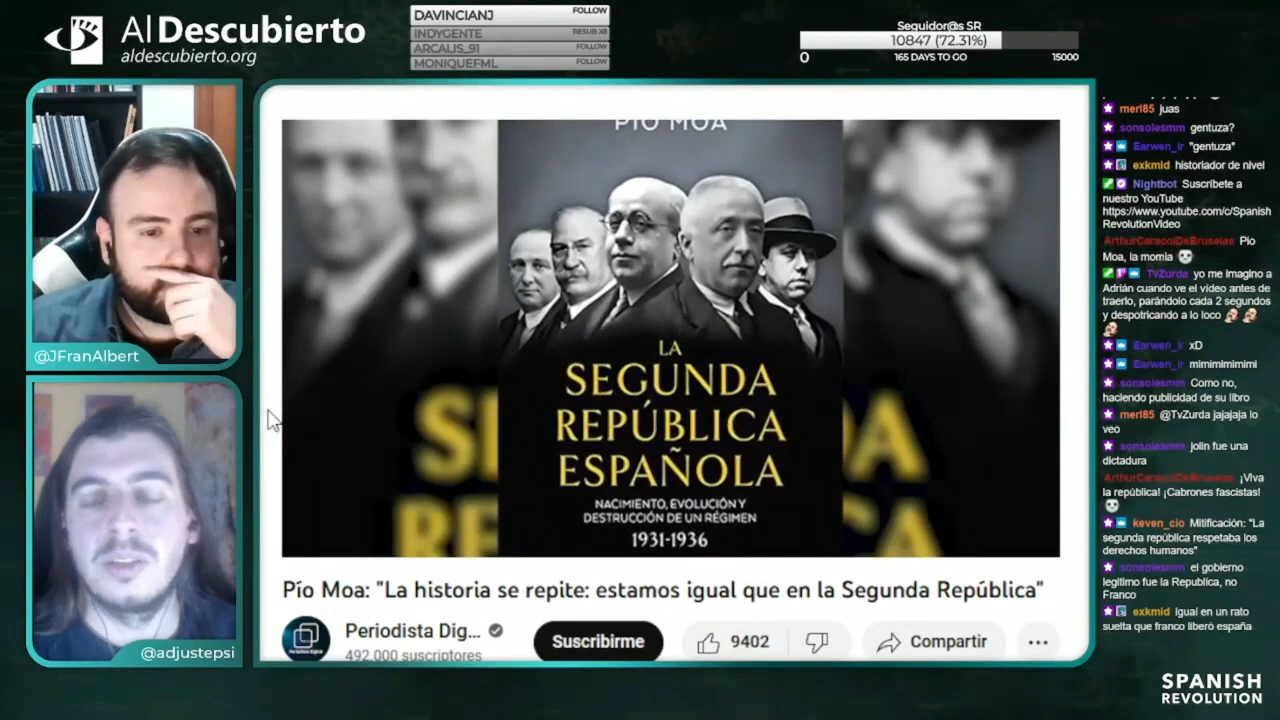 Al Descubierto
aldescubierto.org
DAVINCIANJ FOLLOW
INDYGENTE RESUB X8
ARCALIS_91 FOLLOW
MONIQUEFML FOLLOW
Seguidor@s SR
10847 (72.31%)
0 165 DAYS TO GO 15000
@JFranAlbert
@adjustepsi
PÍO MOA
LA
SEGUNDA
REPÚBLICA
ESPAÑOLA
NACIMIENTO, EVOLUCIÓN Y
DESTRUCCIÓN DE UN RÉGIMEN
1931-1936
Pío Moa: "La historia se repite: estamos igual que en la Segunda República"
Periodista Dig...
492.000 suscriptores
Suscribirme
9402
Compartir
merl85 juas
sonsolesmm gentuza?
Earwen_ir "gentuza"
exkmid historiador de nivel
Nightbot Suscríbete a
nuestro YouTube
https://www.youtube.com/c/Spanish
RevolutionVideo
ArthurCaracciDeBruselas Pio
Moa, la momia
TvZurda yo me imagino a
Adrián cuando ve el vídeo antes de
traerlo, parándolo cada 2 segundos
y despotricando a lo loco
Earwen_ir xD
Earwen_ir mimimimimimi
sonsolesmm Como no,
haciendo publicidad de su libro
merl85 @TvZurda jajajaja lo
veo
sonsolesmm jolin fue una
dictadura
ArthurCaracciDeBruselas ¡Viva
la república! ¡Cabrones fascistas!
keven_cio Mitificación: "La
segunda república respetaba los
derechos humanos"
sonsolesmm el gobierno
legitimo fue la Republica, no
Franco
exkmid Igual en un rato
suelta que franco liberó españa
SPANISH
REVOLUTION